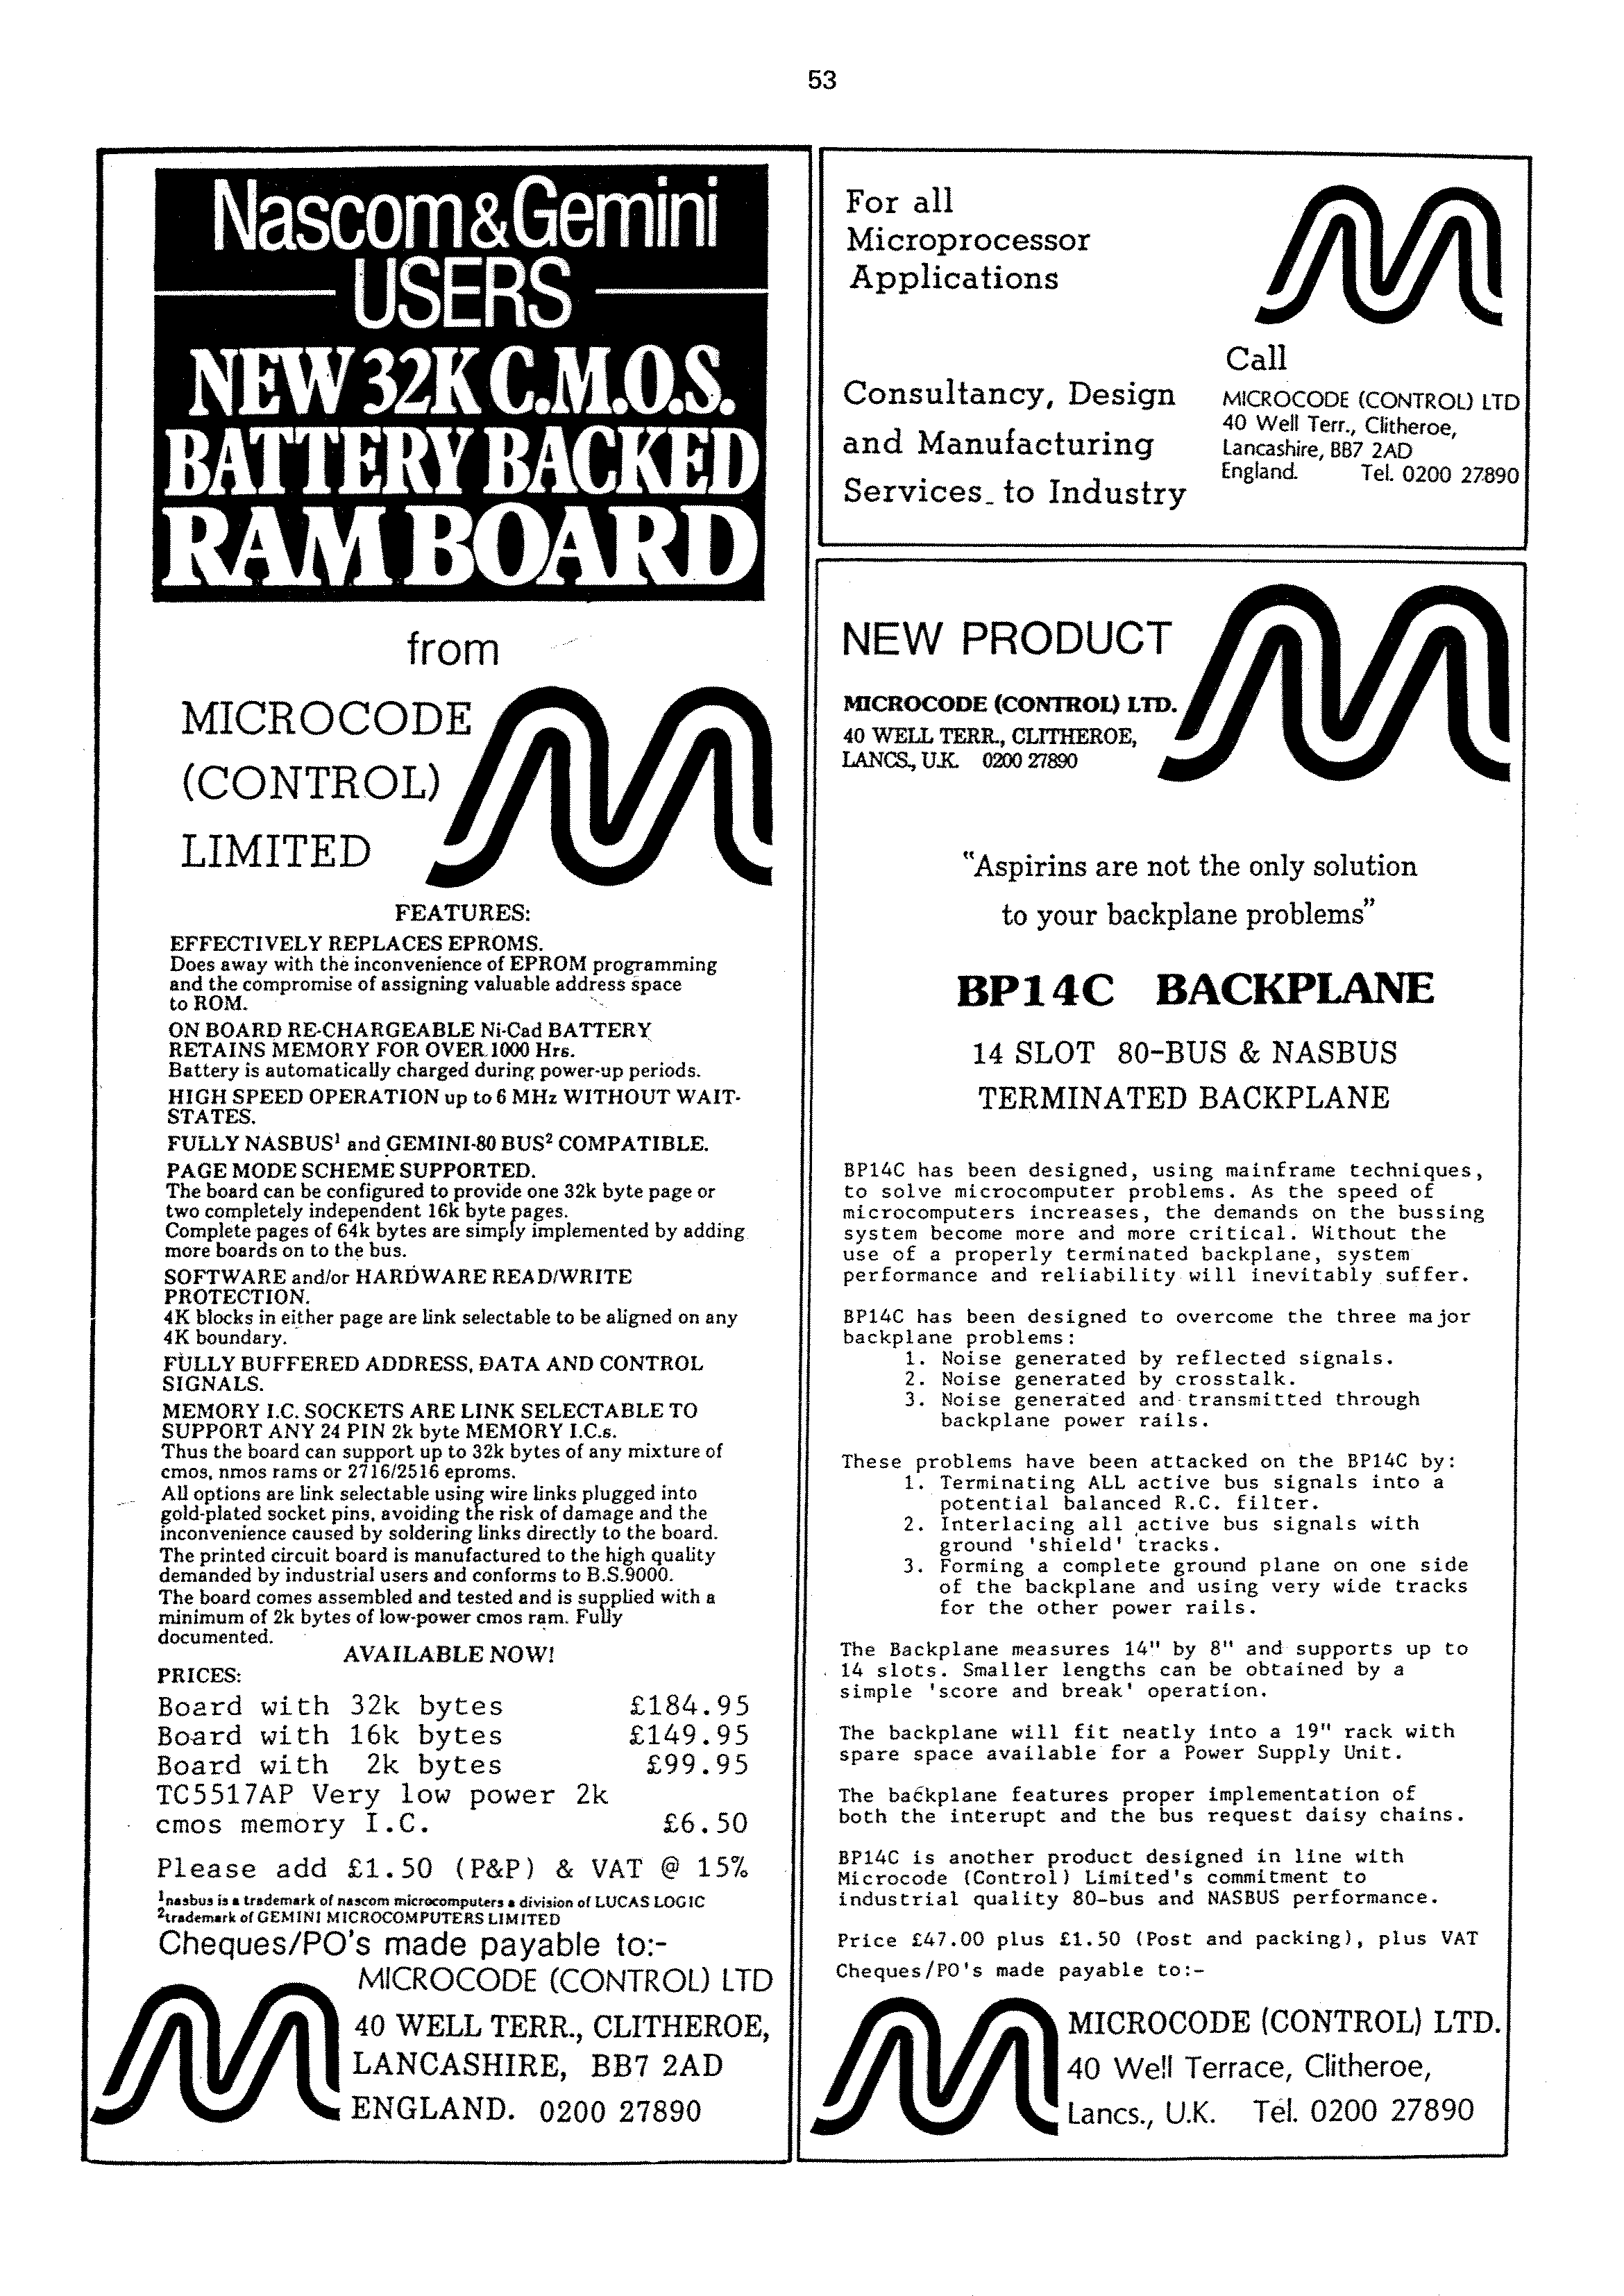 53
Nascom & Gemini
USERS
NEW 32K C.M.O.S.
BATTERY BACKED
RAM BOARD
from
MICROCODE
(CONTROL)
LIMITED
FEATURES:
EFFECTIVELY REPLACES EPROMS.
Does away with the inconvenience of EPROM programming
and the compromise of assigning valuable address space
to ROM.
ON BOARD RE-CHARGEABLE Ni-Cad BATTERY
RETAINS MEMORY FOR OVER 1000 Hrs.
Battery is automatically charged during power-up periods.
HIGH SPEED OPERATION up to 6 MHz WITHOUT WAIT-
STATES.
FULLY NASBUS¹ and GEMINI-80 BUS² COMPATIBLE.
PAGE MODE SCHEME SUPPORTED.
The board can be configured to provide one 32k byte page or
two completely independent 16k byte pages.
Complete pages of 64k bytes are simply implemented by adding
more boards on to the bus.
SOFTWARE and/or HARDWARE READ/WRITE
PROTECTION.
4K blocks in either page are link selectable to be aligned on any
4K boundary.
FULLY BUFFERED ADDRESS, DATA AND CONTROL
SIGNALS.
MEMORY I.C. SOCKETS ARE LINK SELECTABLE TO
SUPPORT ANY 24 PIN 2k byte MEMORY I.C.s.
Thus the board can support up to 32k bytes of any mixture of
cmos, nmos rams or 2716/2516 eproms.
All options are link selectable using wire links plugged into
gold-plated socket pins, avoiding the risk of damage and the
inconvenience caused by soldering links directly to the board.
The printed circuit board is manufactured to the high quality
demanded by industrial users and conforms to B.S.9000.
The board comes assembled and tested and is supplied with a
minimum of 2k bytes of low-power cmos ram. Fully
documented.
AVAILABLE NOW!
PRICES:
Board with 32k bytes £184.95
Board with 16k bytes £149.95
Board with 2k bytes £99.95
TC5517AP Very low power 2k
cmos memory I.C. £6.50
Please add £1.50 (P&P) & VAT @ 15%
¹nasbus is a trademark of nascom microcomputers a division of LUCAS LOGIC
²trademark of GEMINI MICROCOMPUTERS LIMITED
Cheques/PO's made payable to:-
MICROCODE (CONTROL) LTD
40 WELL TERR., CLITHEROE,
LANCASHIRE, BB7 2AD
ENGLAND. 0200 27890
For all
Microprocessor
Applications
Consultancy, Design
and Manufacturing
Services to Industry
Call
MICROCODE (CONTROL) LTD
40 Well Terr., Clitheroe,
Lancashire, BB7 2AD
England. Tel. 0200 27890
NEW PRODUCT
MICROCODE (CONTROL) LTD.
40 WELL TERR., CLITHEROE,
LANCS., U.K. 0200 27890
"Aspirins are not the only solution
to your backplane problems"
BP14C BACKPLANE
14 SLOT 80-BUS & NASBUS
TERMINATED BACKPLANE
BP14C has been designed, using mainframe techniques,
to solve microcomputer problems. As the speed of
microcomputers increases, the demands on the bussing
system become more and more critical. Without the
use of a properly terminated backplane, system
performance and reliability will inevitably suffer.
BP14C has been designed to overcome the three major
backplane problems:
1. Noise generated by reflected signals.
2. Noise generated by crosstalk.
3. Noise generated and transmitted through
backplane power rails.
These problems have been attacked on the BP14C by:
1. Terminating ALL active bus signals into a
potential balanced R.C. filter.
2. Interlacing all active bus signals with
ground 'shield' tracks.
3. Forming a complete ground plane on one side
of the backplane and using very wide tracks
for the other power rails.
The Backplane measures 14" by 8" and supports up to
14 slots. Smaller lengths can be obtained by a
simple 'score and break' operation.
The backplane will fit neatly into a 19" rack with
spare space available for a Power Supply Unit.
The backplane features proper implementation of
both the interupt and the bus request daisy chains.
BP14C is another product designed in line with
Microcode (Control) Limited's commitment to
industrial quality 80-bus and NASBUS performance.
Price £47.00 plus £1.50 (Post and packing), plus VAT
Cheques/PO's made payable to:-
MICROCODE (CONTROL) LTD.
40 Well Terrace, Clitheroe,
Lancs., U.K. Tel. 0200 27890